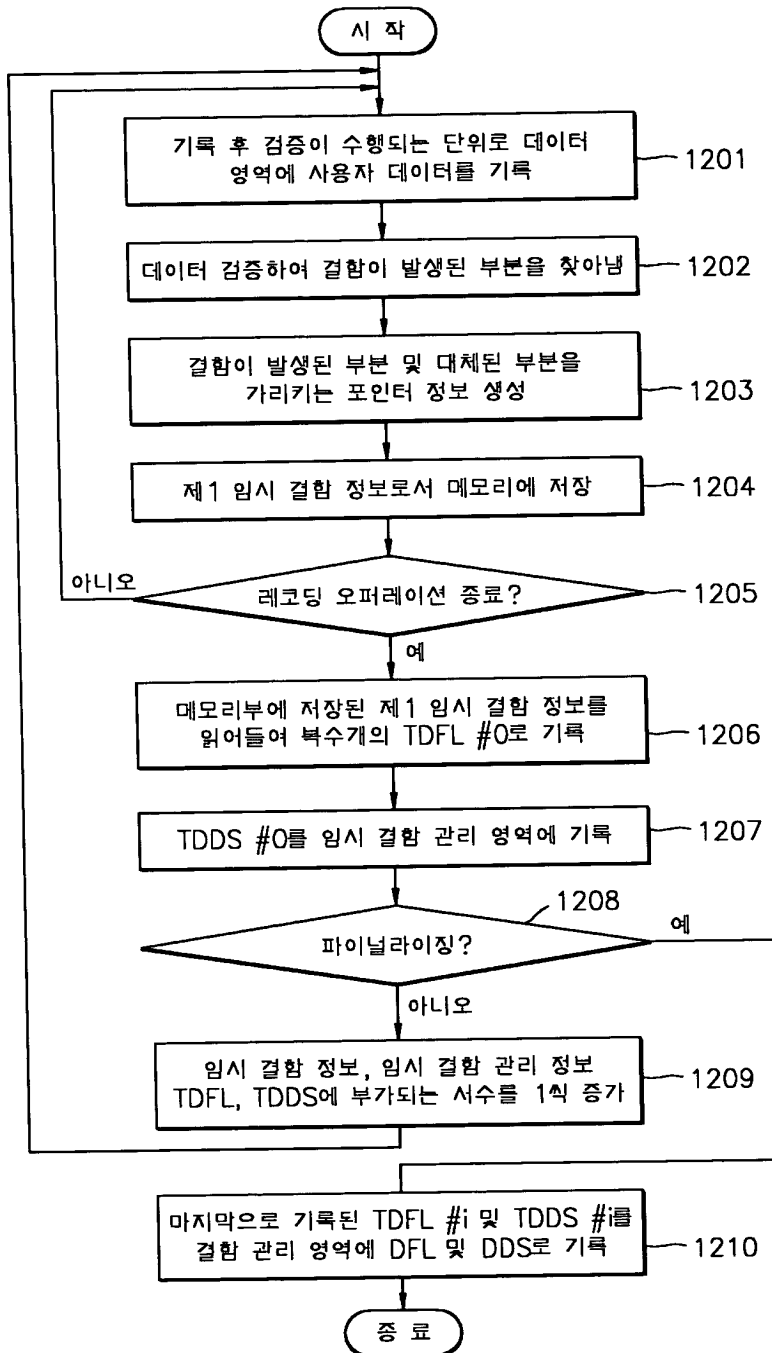 시 작
기록 후 검증이 수행되는 단위로 데이터
영역에 사용자 데이터를 기록
1201
데이터 검증하여 결함이 발생된 부분을 찾아냄
1202
결함이 발생된 부분 및 대체된 부분을
가리키는 포인터 정보 생성
1203
제1 임시 결함 정보로서 메모리에 저장
1204
아니오
레코딩 오퍼레이션 종료?
1205
예
메모리부에 저장된 제1 임시 결함 정보를
읽어들여 복수개의 TDFL #0로 기록
1206
TDDS #0를 임시 결함 관리 영역에 기록
1207
1208
파이널라이징?
예
아니오
임시 결함 정보, 임시 결함 관리 정보
TDFL, TDDS에 부가되는 서수를 1씩 증가
1209
마지막으로 기록된 TDFL #i 및 TDDS #i를
결함 관리 영역에 DFL 및 DDS로 기록
1210
종 료